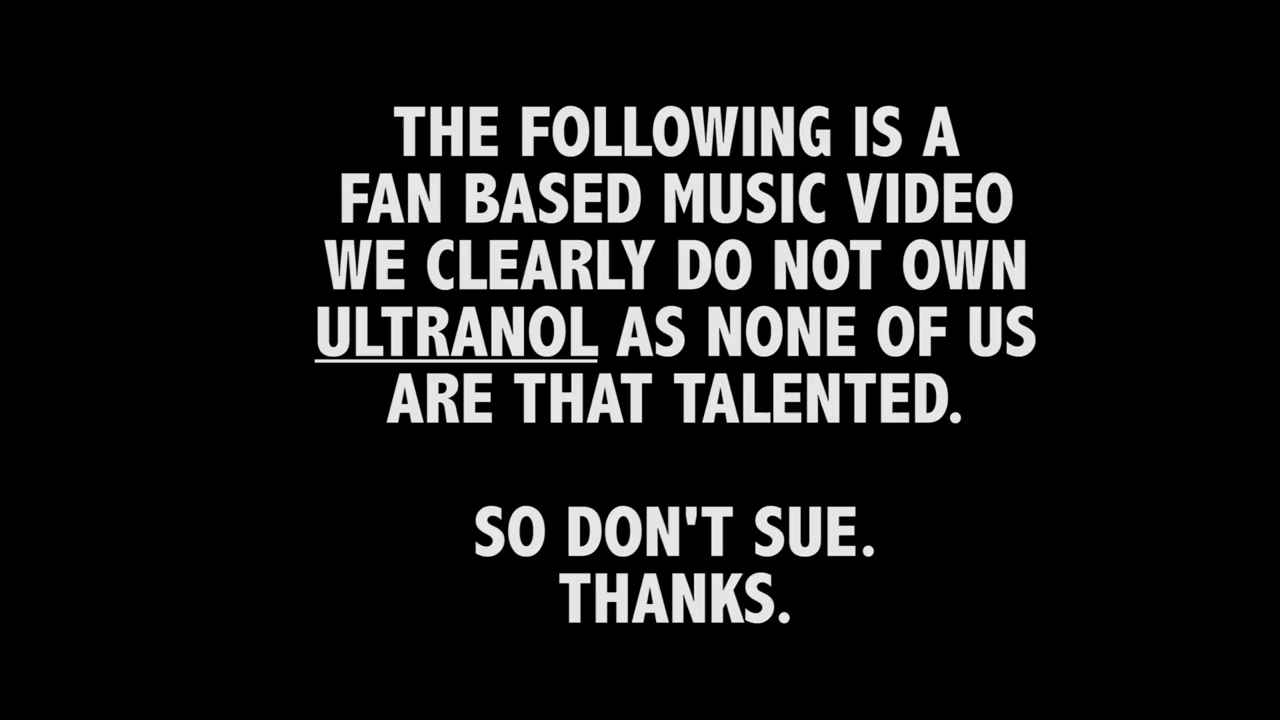 THE FOLLOWING IS A
FAN BASED MUSIC VIDEO
WE CLEARLY DO NOT OWN
ULTRANOL AS NONE OF US
ARE THAT TALENTED.
SO DON'T SUE.
THANKS.